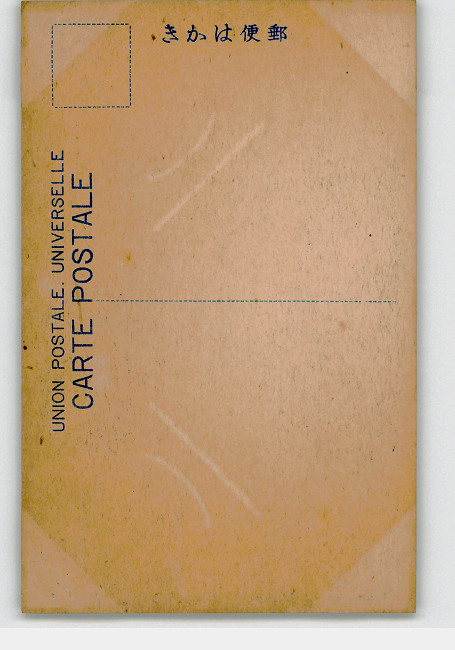 きかは便郵
UNION POSTALE. UNIVERSELLE
CARTE POSTALE